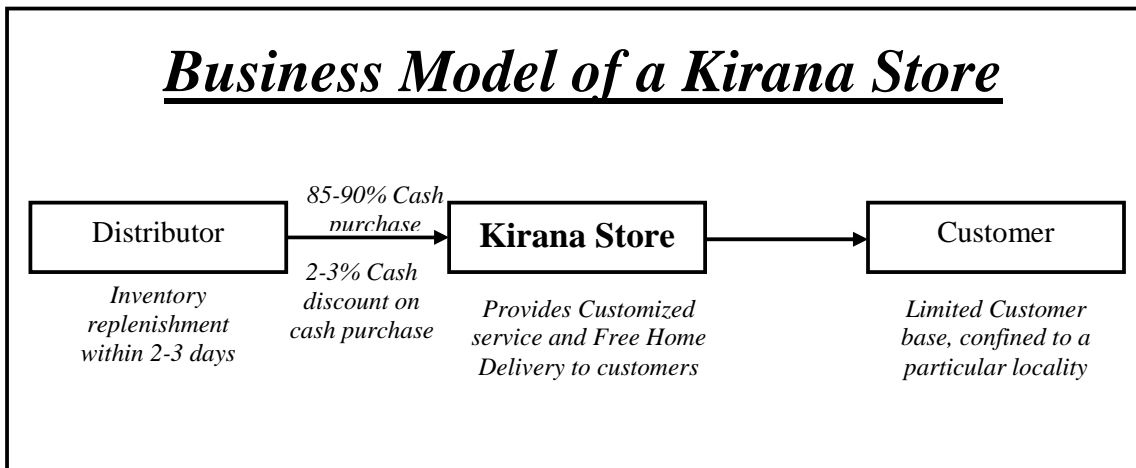 Business Model of a Kirana Store
85-90% Cash
purchase
Distributor
Kirana Store
Customer
Inventory
replenishment
within 2-3 days
2-3% Cash
discount on
cash purchase
Provides Customized
service and Free Home
Delivery to customers
Limited Customer
base, confined to a
particular locality